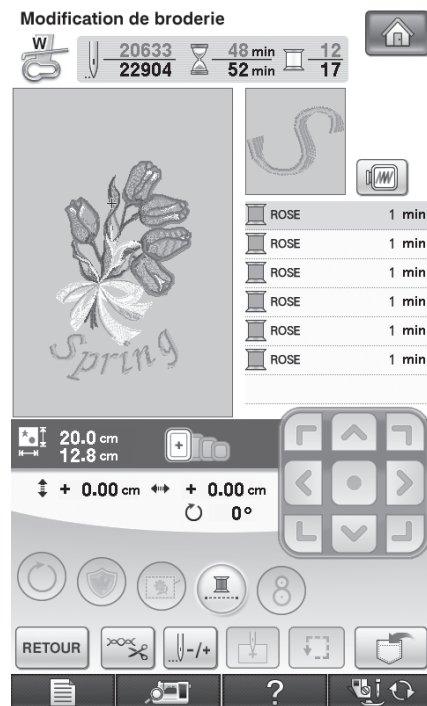 Modification de broderie
W
20633 48 min 12
22904 52 min 17
ROSE 1 min
ROSE 1 min
ROSE 1 min
ROSE 1 min
ROSE 1 min
ROSE 1 min
Spring
20.0 cm
12.8 cm
+ 0.00 cm + 0.00 cm
0°
RETOUR
-/+
?